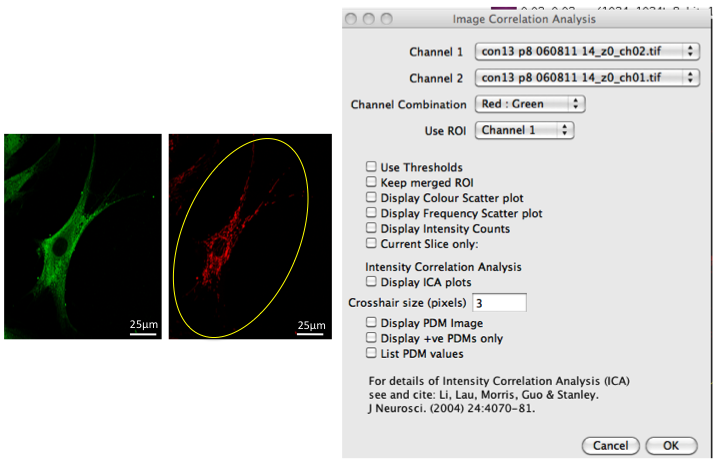 Image Correlation Analysis
Channel 1 con13 p8 060811 14_z0_ch02.tif
Channel 2 con13 p8 060811 14_z0_ch01.tif
Channel Combination Red : Green
Use ROI Channel 1
Use Thresholds
Keep merged ROI
Display Colour Scatter plot
Display Frequency Scatter plot
Display Intensity Counts
Current Slice only:
Intensity Correlation Analysis
Display ICA plots
Crosshair size (pixels) 3
Display PDM Image
Display +ve PDMs only
List PDM values
For details of Intensity Correlation Analysis (ICA)
see and cite: Li, Lau, Morris, Guo & Stanley.
J Neurosci. (2004) 24:4070-81.
Cancel OK
25μm
25μm